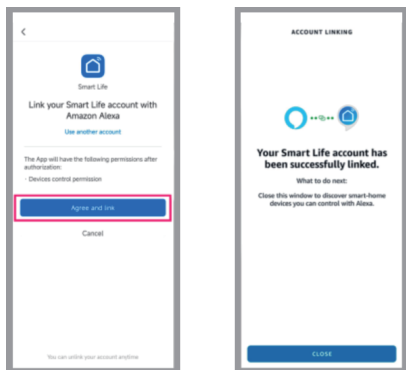 Smart Life
Link your Smart Life account with
Amazon Alexa
Use another account
The App will have the following permissions after
authorization:
- Devices control permission
Agree and link
Cancel
You can unlink your account anytime
ACCOUNT LINKING
Your Smart Life account has
been successfully linked.
What to do next:
Close this window to discover smart-home
devices you can control with Alexa.
CLOSE